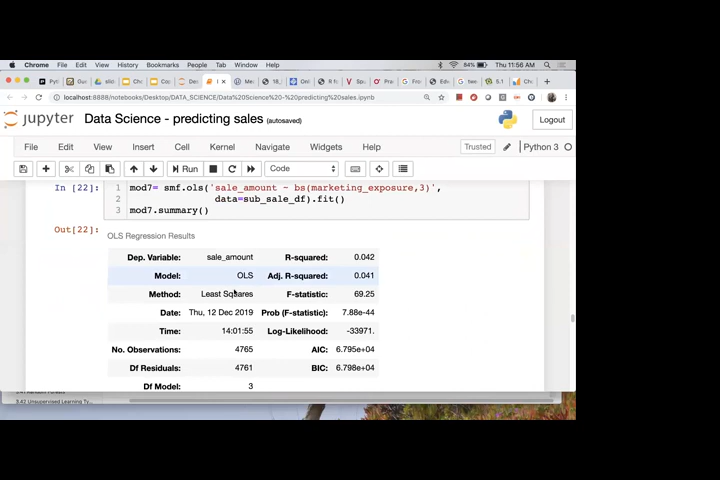 Chrome File Edit View History Bookmarks People Tab Window Help 84% Thu 11:56 AM
localhost:8888/notebooks/Desktop/DATA_SCIENCE/Data%20Science%20-%20predicting%20sales.ipynb
jupyter Data Science - predicting sales (autosaved) Logout
File Edit View Insert Cell Kernel Navigate Widgets Help Trusted Python 3
Run Code
In [22]: 1 mod7= smf.ols('sale_amount ~ bs(marketing_exposure,3)',
2 data=sub_sale_df).fit()
3 mod7.summary()
Out[22]: OLS Regression Results
Dep. Variable: sale_amount R-squared: 0.042
Model: OLS Adj. R-squared: 0.041
Method: Least Squares F-statistic: 69.25
Date: Thu, 12 Dec 2019 Prob (F-statistic): 7.88e-44
Time: 14:01:55 Log-Likelihood: -33971.
No. Observations: 4765 AIC: 6.795e+04
Df Residuals: 4761 BIC: 6.798e+04
Df Model: 3
3.42 Unsupervised Learning Ty...